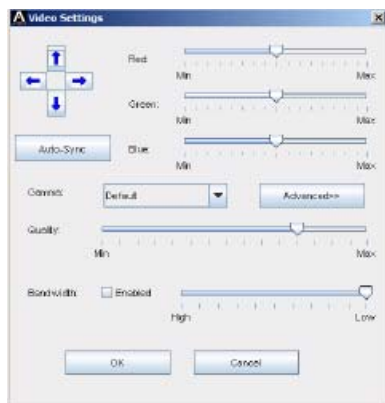 Video Settings
Red:
Min Max
Green:
Min Max
Auto-Sync Blue:
Min Max
Gamma: Default Advanced>>
Quality:
Min Max
Bandwidth: Enabled
High Low
OK Cancel